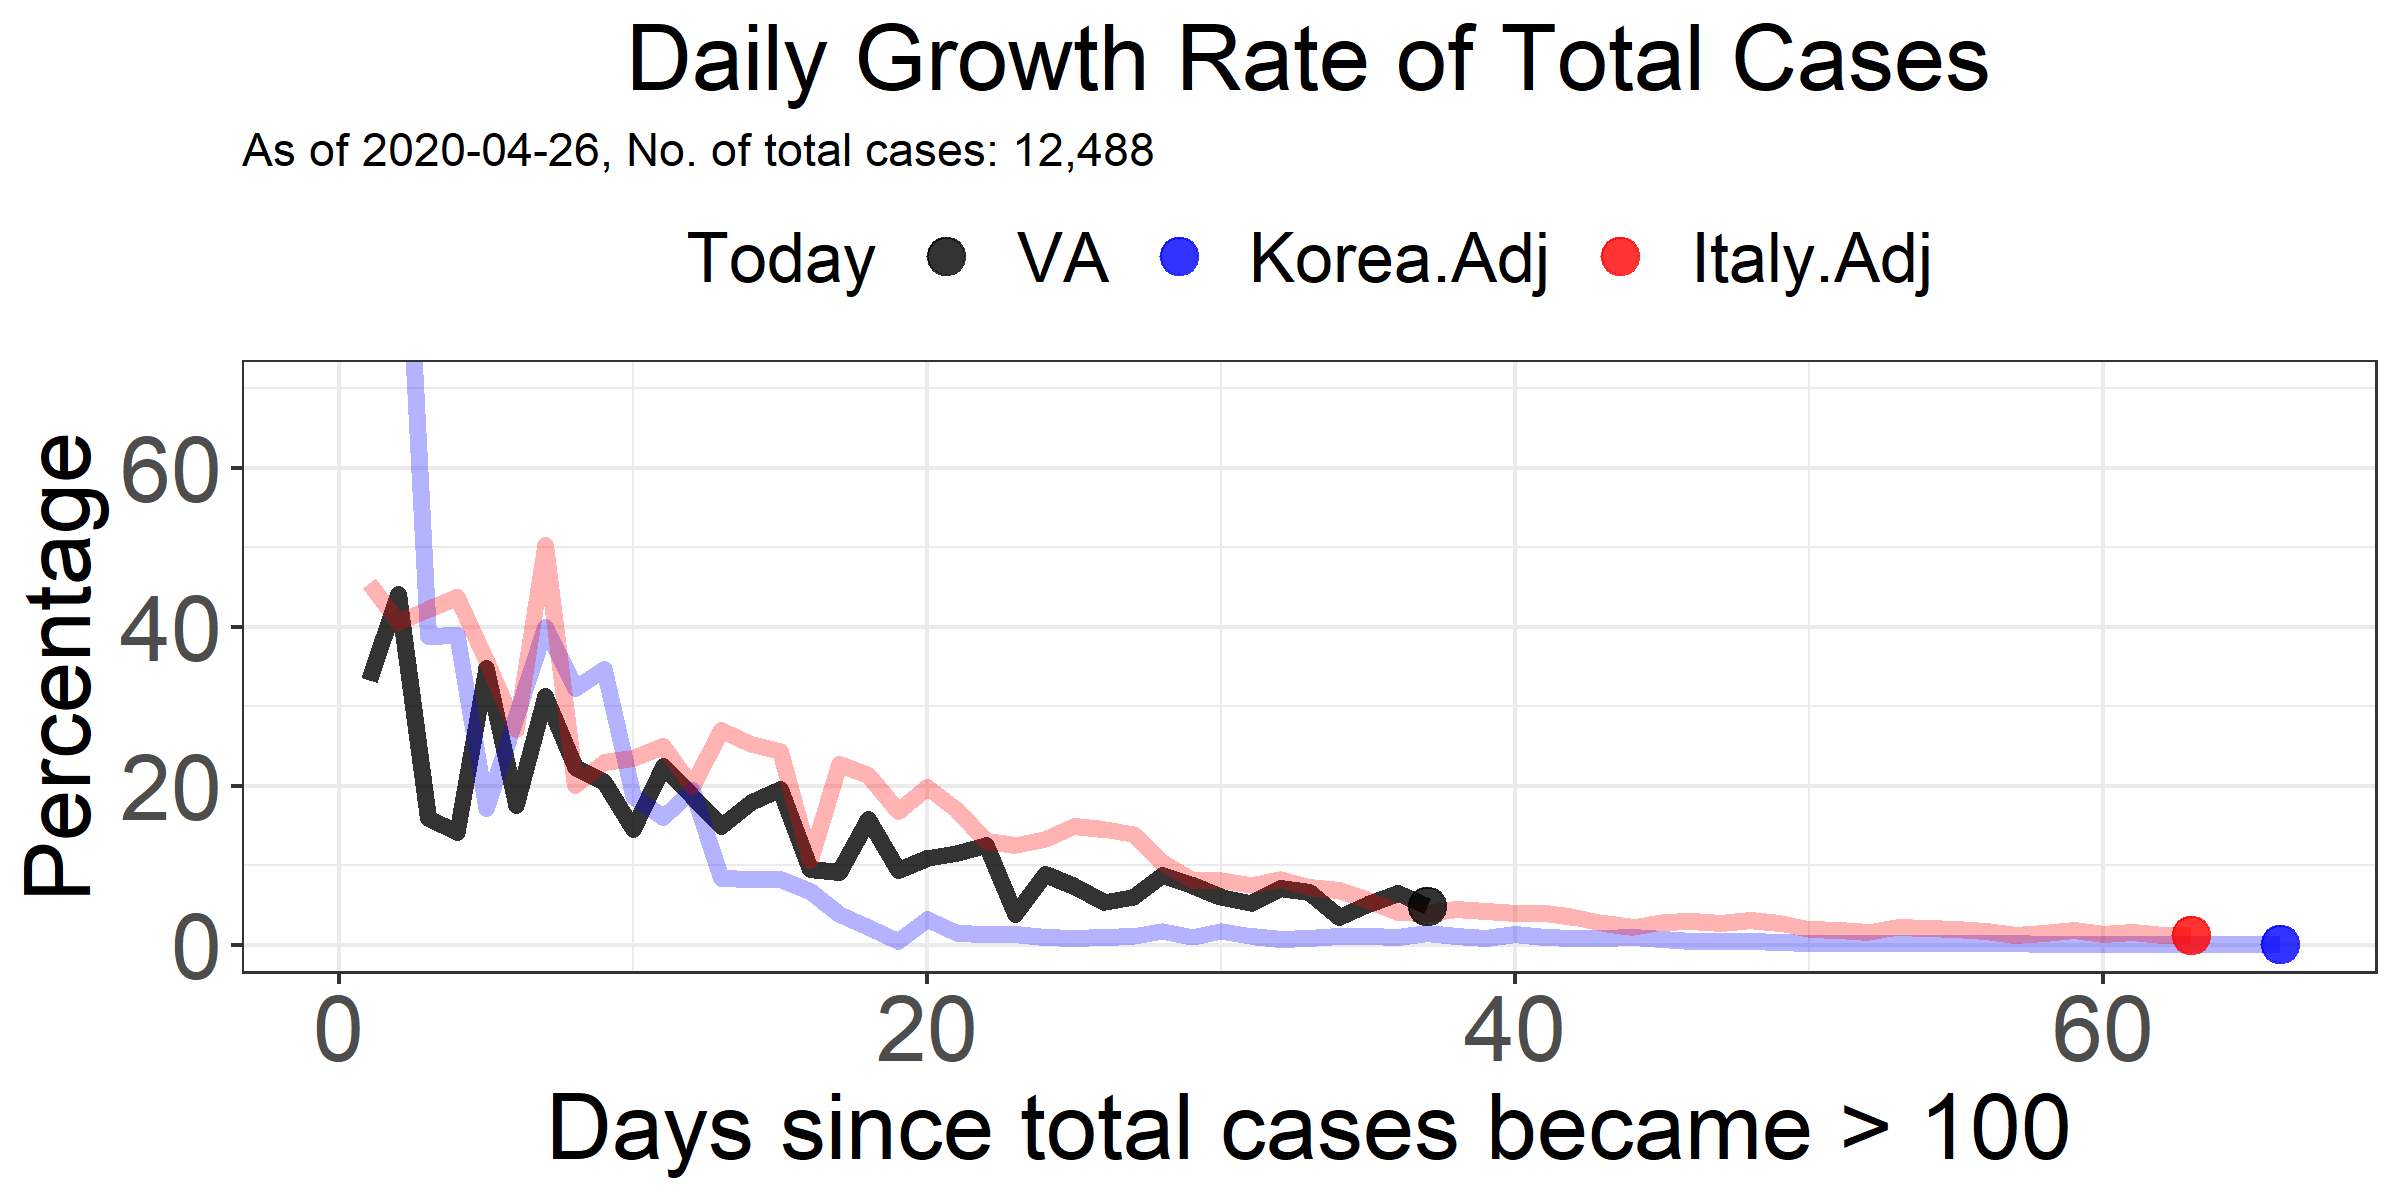 Daily Growth Rate of Total Cases
As of 2020-04-26, No. of total cases: 12,488
Today VA Korea.Adj Italy.Adj
Percentage
60
40
20
0
0 20 40 60
Days since total cases became > 100